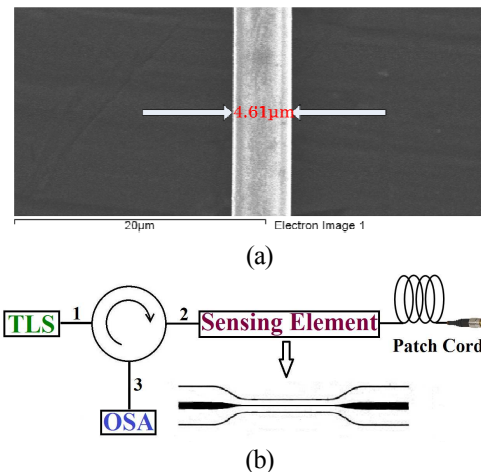 4.61μm
20μm
Electron Image 1
(a)
1
2
TLS
Sensing Element
Patch Cord
3
OSA
(b)